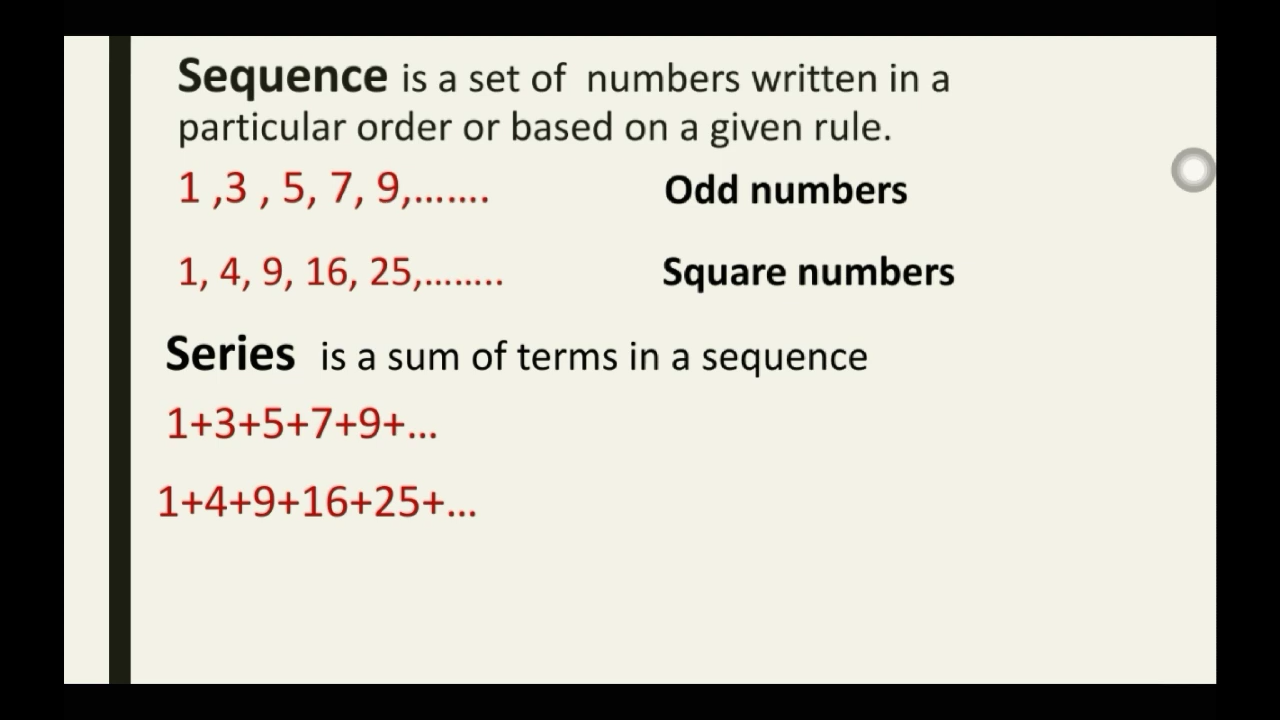 Sequence is a set of numbers written in a
particular order or based on a given rule.
1 ,3 , 5, 7, 9,....... Odd numbers
1, 4, 9, 16, 25,........ Square numbers
Series is a sum of terms in a sequence
1+3+5+7+9+...
1+4+9+16+25+...